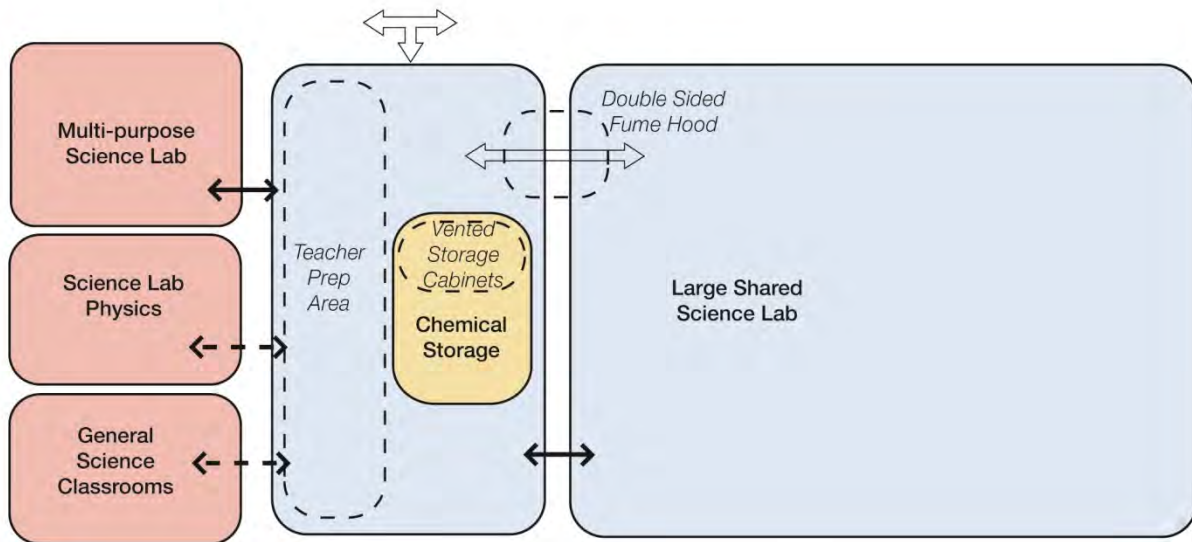 Multi-purpose
Science Lab
Science Lab
Physics
General
Science
Classrooms
Teacher
Prep
Area
Vented
Storage
Cabinets
Chemical
Storage
Double Sided
Fume Hood
Large Shared
Science Lab